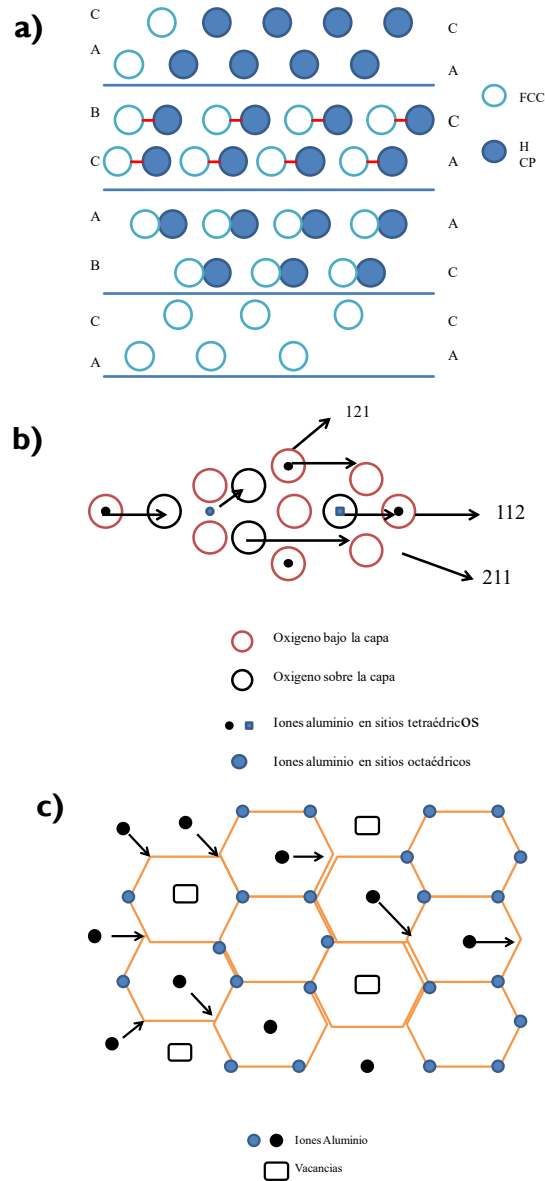 a)
C C
A A
B C
C A
A A
B C
C C
A A
FCC
H
CP
b)
121
112
211
Oxigeno bajo la capa
Oxigeno sobre la capa
Iones aluminio en sitios tetraédricOS
Iones aluminio en sitios octaédricos
c)
Iones Aluminio
Vacancias